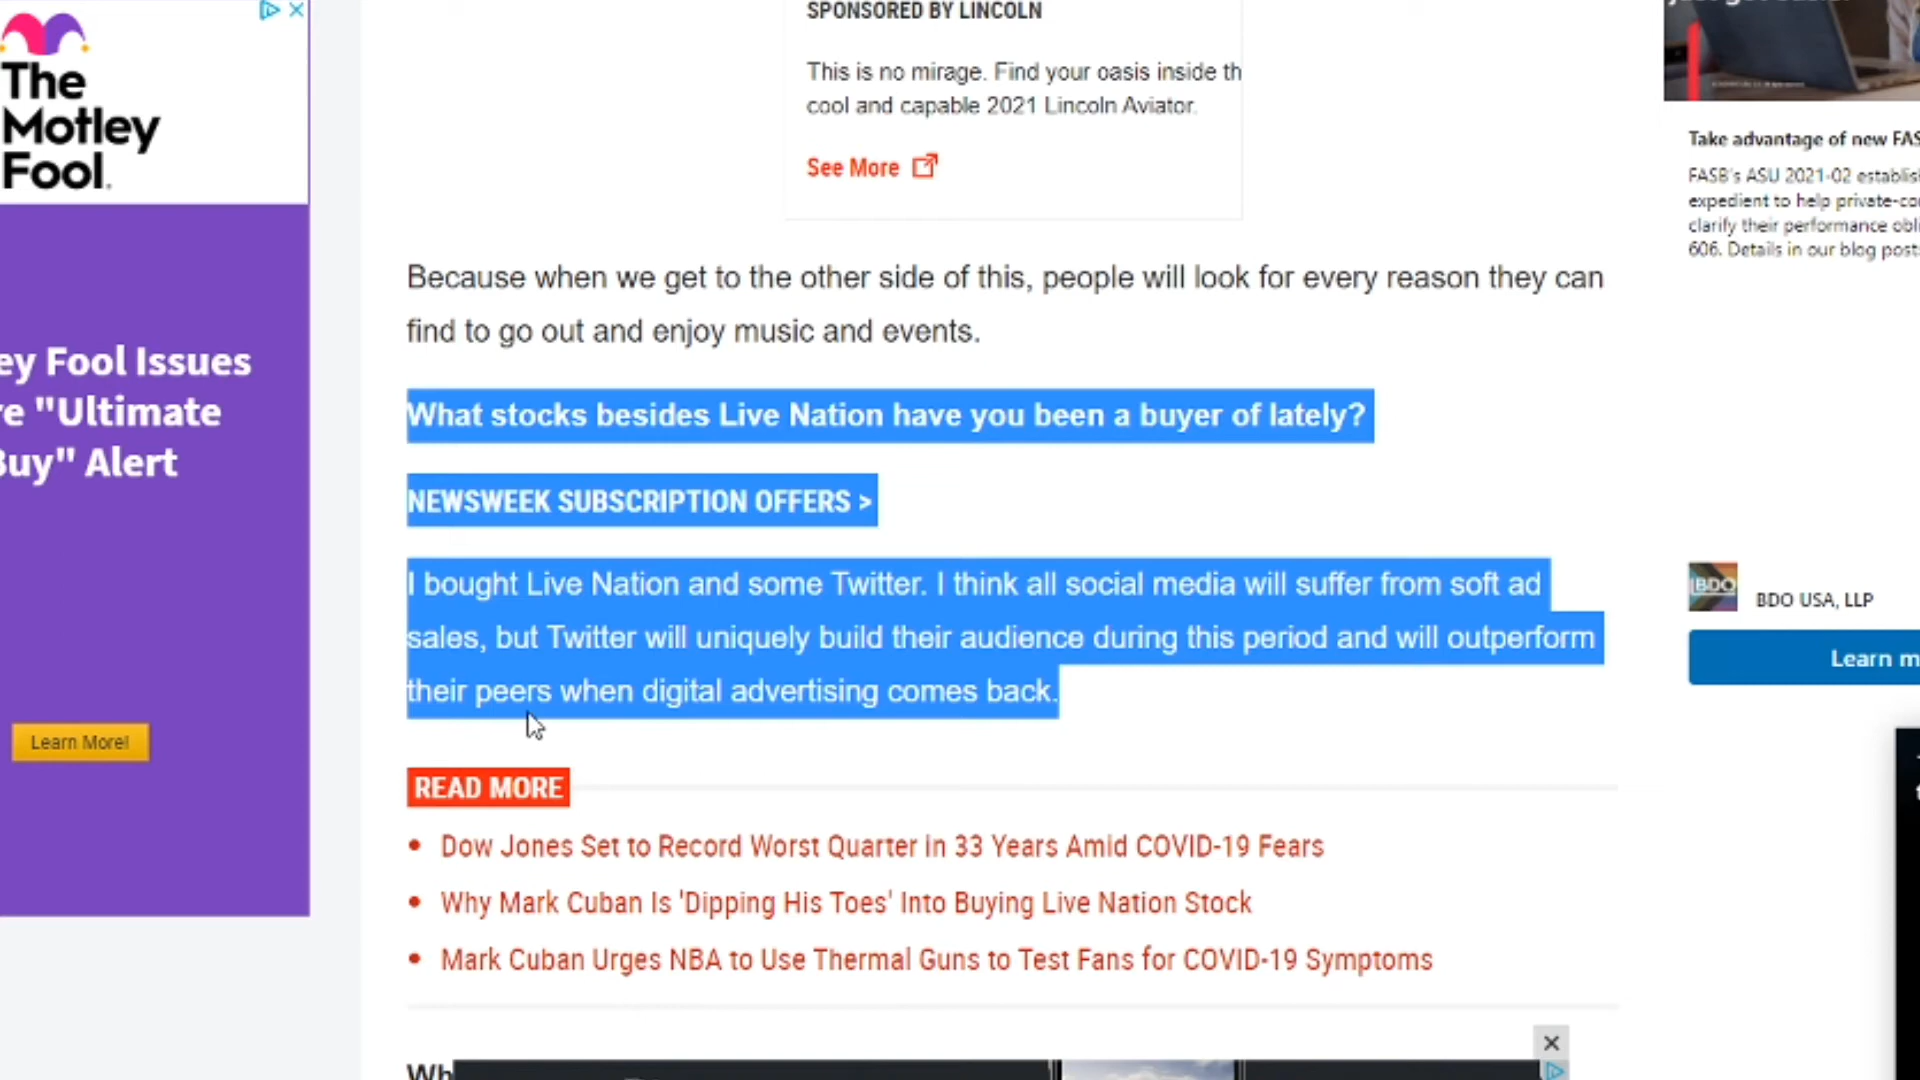 The
Motley
Fool.
ey Fool Issues
re "Ultimate
Buy" Alert
Learn More!
SPONSORED BY LINCOLN
This is no mirage. Find your oasis inside th
cool and capable 2021 Lincoln Aviator.
See More
Because when we get to the other side of this, people will look for every reason they can
find to go out and enjoy music and events.
What stocks besides Live Nation have you been a buyer of lately?
NEWSWEEK SUBSCRIPTION OFFERS >
I bought Live Nation and some Twitter. I think all social media will suffer from soft ad
sales, but Twitter will uniquely build their audience during this period and will outperform
their peers when digital advertising comes back.
READ MORE
• Dow Jones Set to Record Worst Quarter in 33 Years Amid COVID-19 Fears
• Why Mark Cuban Is 'Dipping His Toes' Into Buying Live Nation Stock
• Mark Cuban Urges NBA to Use Thermal Guns to Test Fans for COVID-19 Symptoms
Wh
Take advantage of new FAS
FASB's ASU 2021-02 establis
expedient to help private-co
clarify their performance obli
606. Details in our blog post
BDO
BDO USA, LLP
Learn m